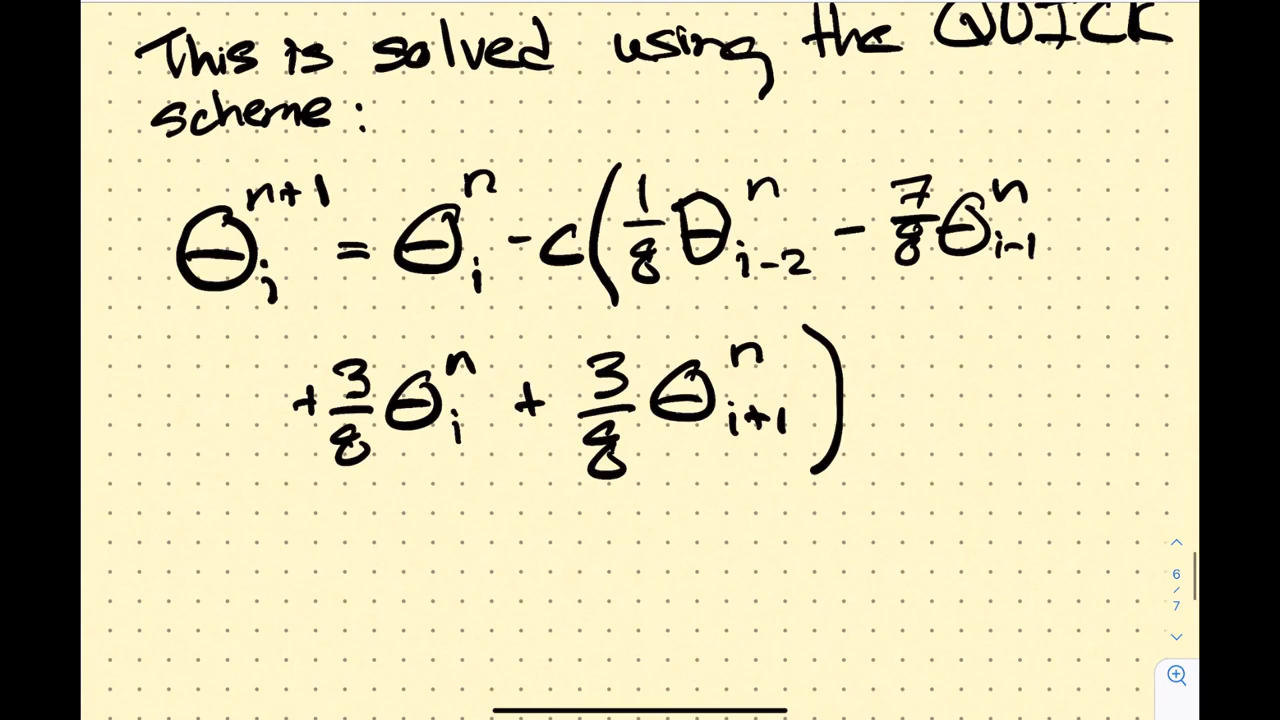 This is solved using the QUICK
scheme:
Θ_i^{n+1} = Θ_i^n - c(1/8 Θ_{i-2}^n - 7/8 Θ_{i-1}^n
+ 3/8 Θ_i^n + 3/8 Θ_{i+1}^n)
6
/
7